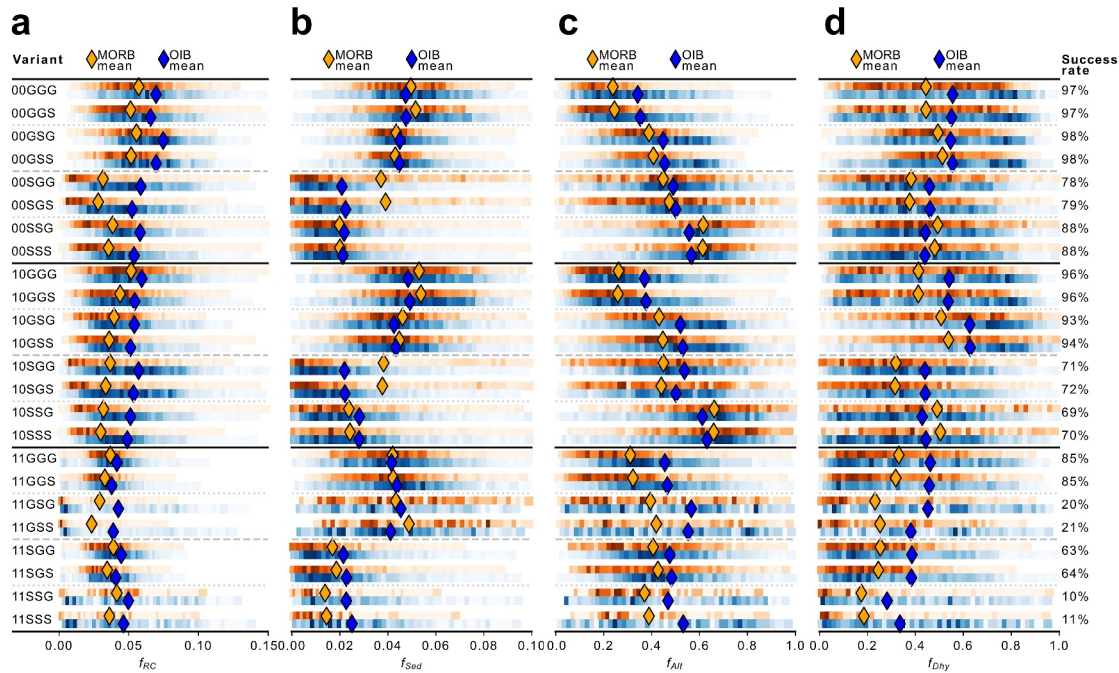 a b c d
Variant MORB mean OIB mean MORB mean OIB mean MORB mean OIB mean MORB mean OIB mean Success rate
00GGG 97%
00GGS 97%
00GSG 98%
00GSS 98%
00SGG 78%
00SGS 79%
00SSG 88%
00SSS 88%
10GGG 96%
10GGS 96%
10GSG 93%
10GSS 94%
10SGG 71%
10SGS 72%
10SSG 69%
10SSS 70%
11GGG 85%
11GGS 85%
11GSG 20%
11GSS 21%
11SGG 63%
11SGS 64%
11SSG 10%
11SSS 11%
0.00 0.05 0.10 0.15 0.00 0.02 0.04 0.06 0.08 0.10 0.0 0.2 0.4 0.6 0.8 1.0 0.0 0.2 0.4 0.6 0.8 1.0
fRC fSed fAlt fDhy